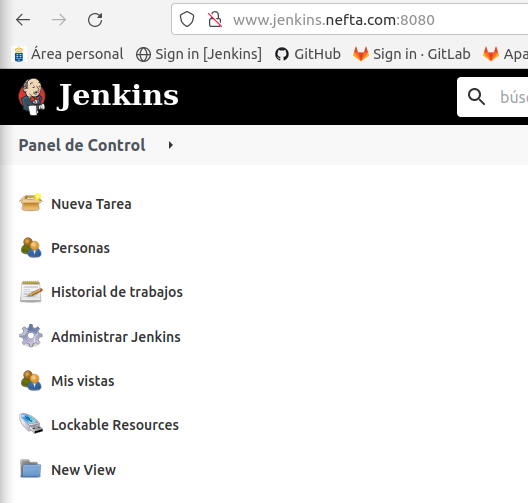 www.jenkins.nefta.com:8080
Área personal Sign in [Jenkins] GitHub Sign in · GitLab Apa
Jenkins
bús
Panel de Control
Nueva Tarea
Personas
Historial de trabajos
Administrar Jenkins
Mis vistas
Lockable Resources
New View